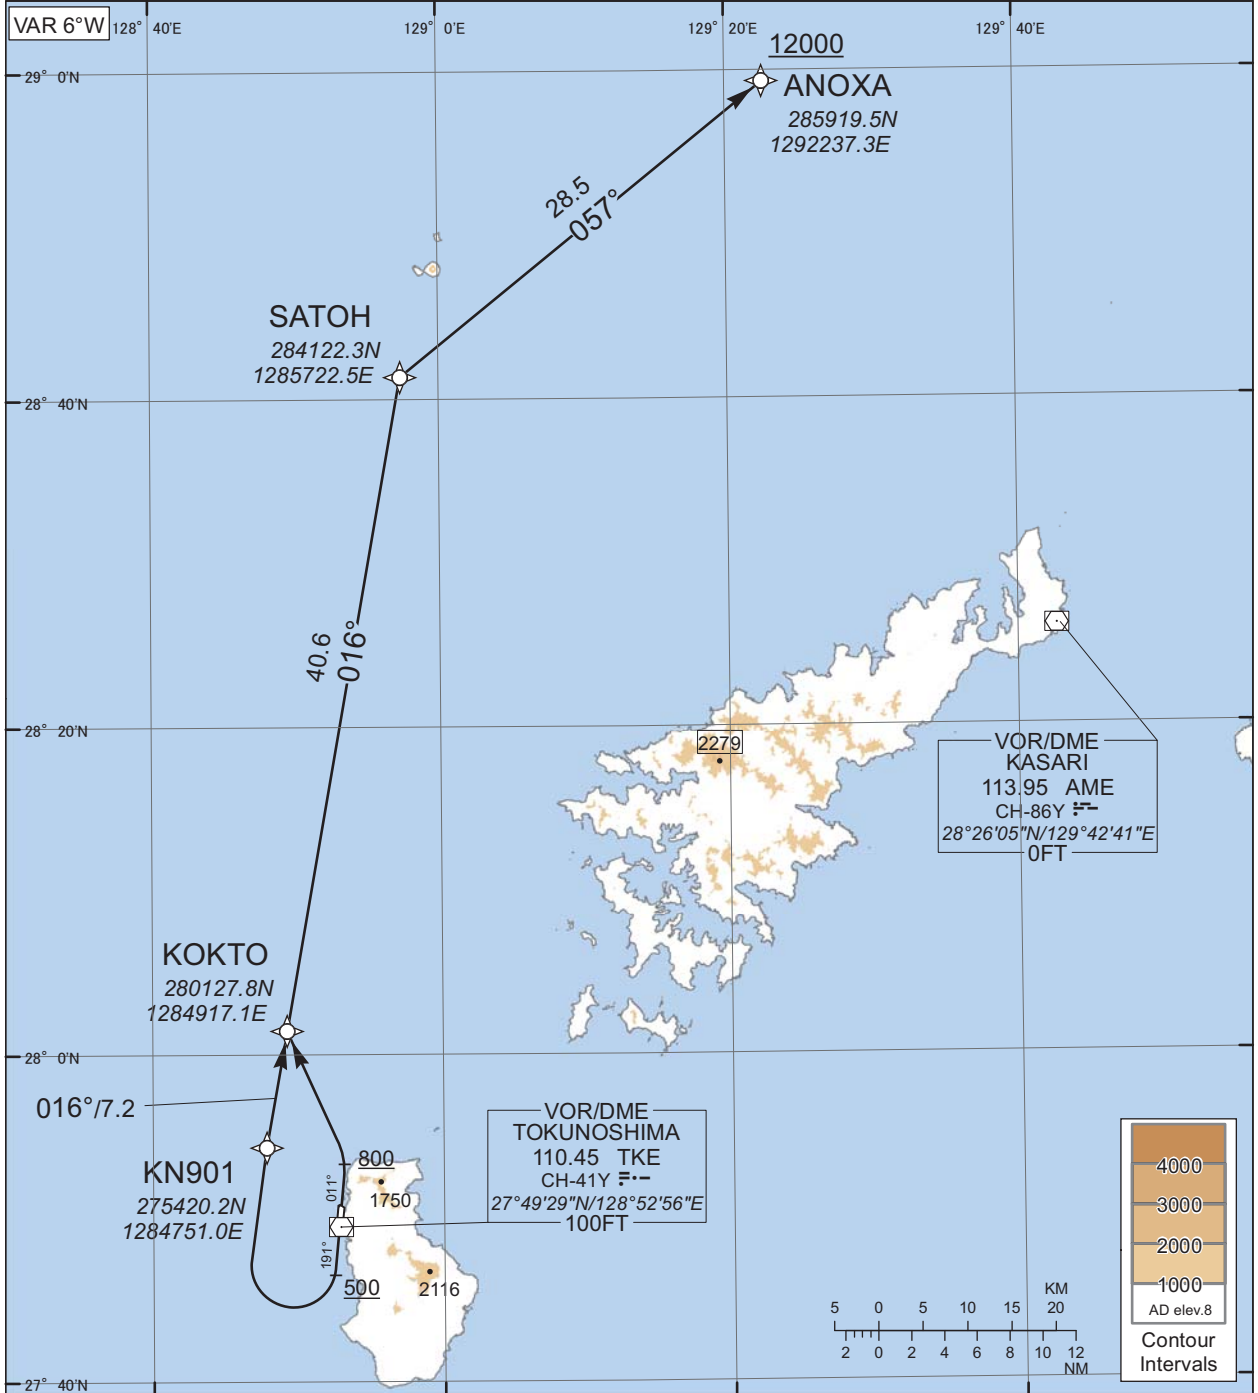 VAR 6°W
128° 40'E
129° 0'E
129° 20'E
129° 40'E
12000
29° 0'N
ANOXA
285919.5N
1292237.3E
28.5
057°
SATOH
284122.3N
1285722.5E
28° 40'N
40.6
016°
28° 20'N
2279
VOR/DME
KASARI
113.95 AME
CH-86Y
28°26'05"N/129°42'41"E
0FT
KOKTO
280127.8N
1284917.1E
28° 0'N
016°/7.2
VOR/DME
TOKUNOSHIMA
110.45 TKE
CH-41Y
27°49'29"N/128°52'56"E
100FT
KN901
275420.2N
1284751.0E
800
011°
1750
191°
500
2116
4000
3000
2000
1000
AD elev.8
Contour
Intervals
KM
5 0 5 10 15 20
2 0 2 4 6 8 10 12
NM
27° 40'N